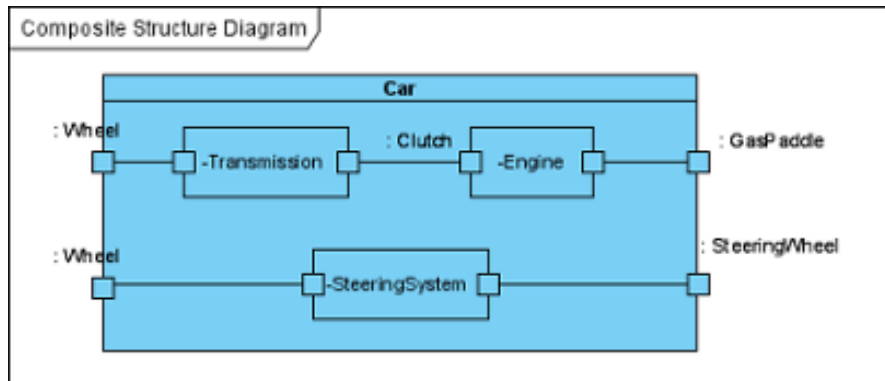 Composite Structure Diagram
Car
: Wheel
-Transmission
: Clutch
-Engine
: GasPaddle
: Wheel
-SteeringSystem
: SteeringWheel